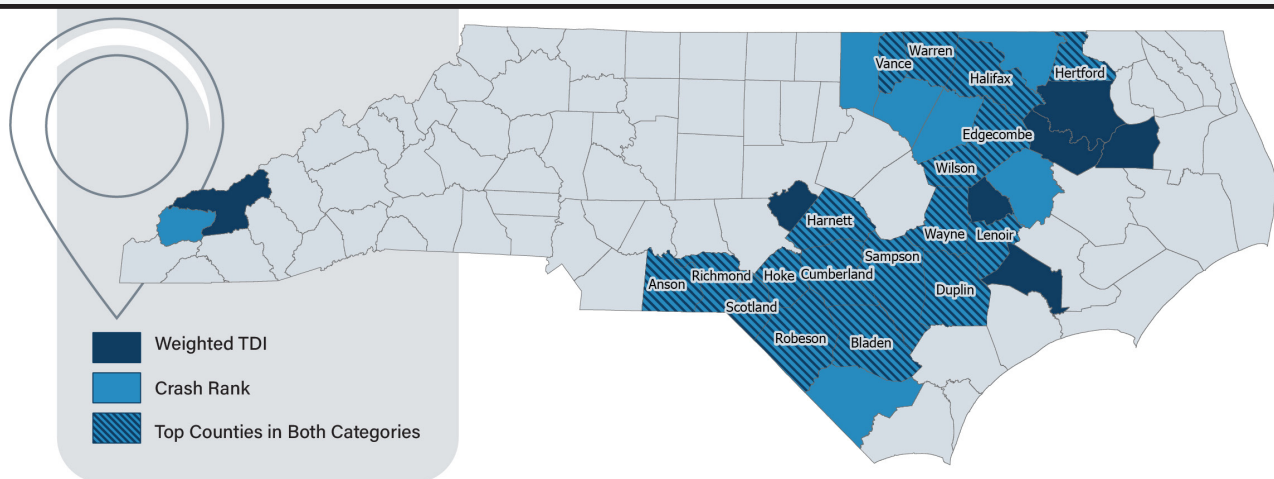 Warren
Vance
Halifax
Hertford
Edgecombe
Wilson
Harnett
Wayne
Lenoir
Sampson
Anson
Richmond
Hoke
Cumberland
Duplin
Scotland
Robeson
Bladen
Weighted TDI
Crash Rank
Top Counties in Both Categories